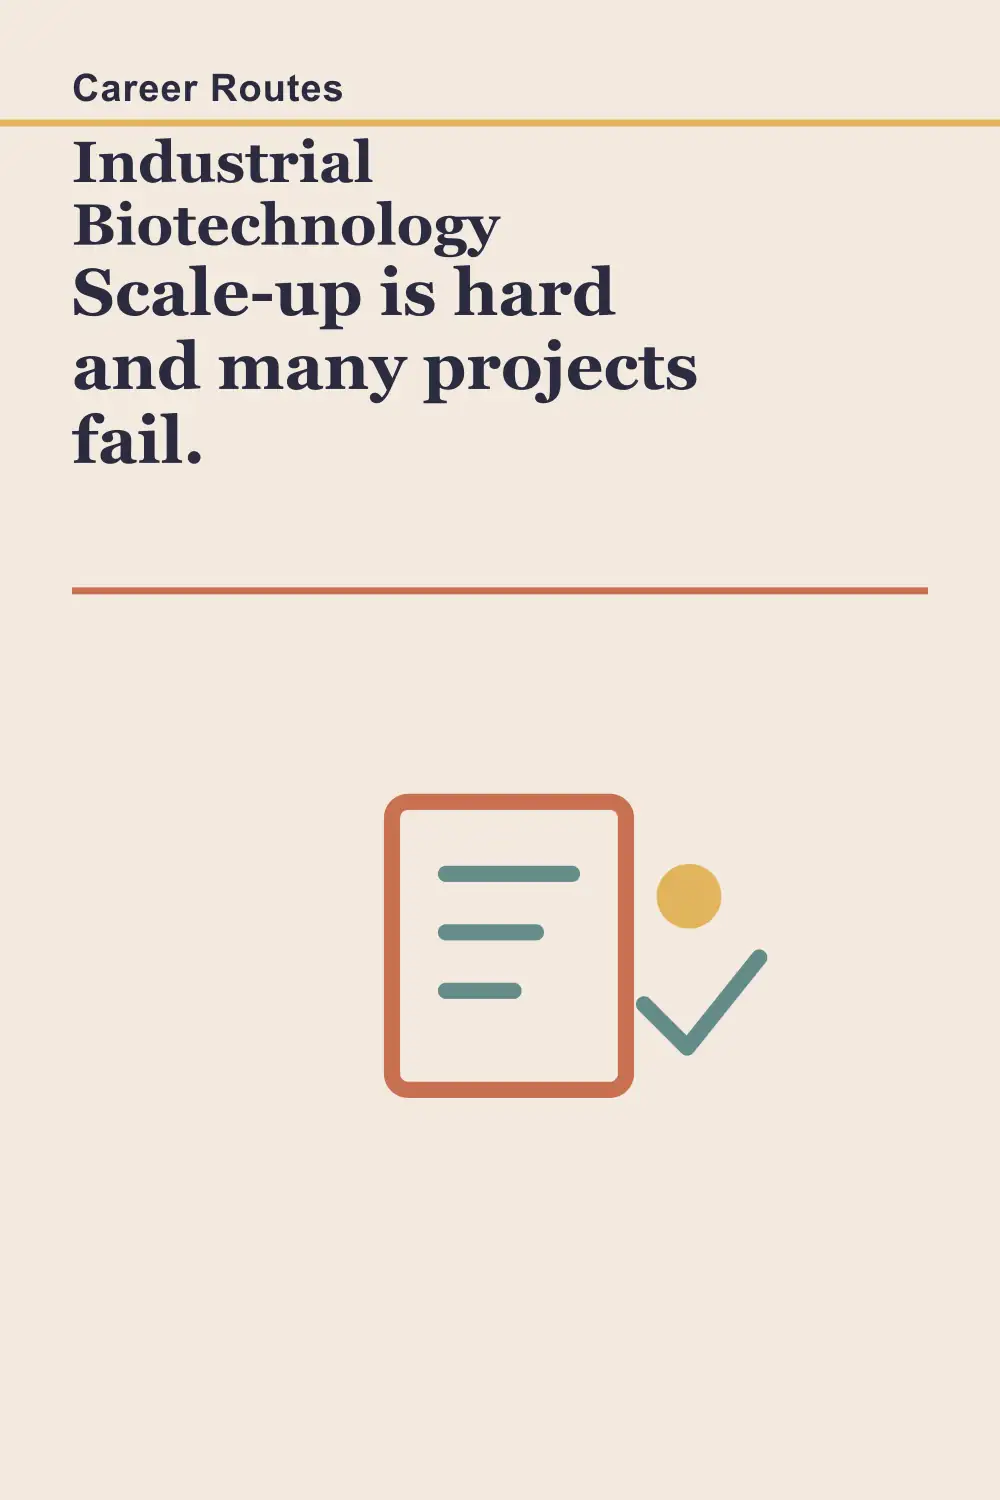 Career Routes
Industrial
Biotechnology
Scale-up is hard
and many projects
fail.